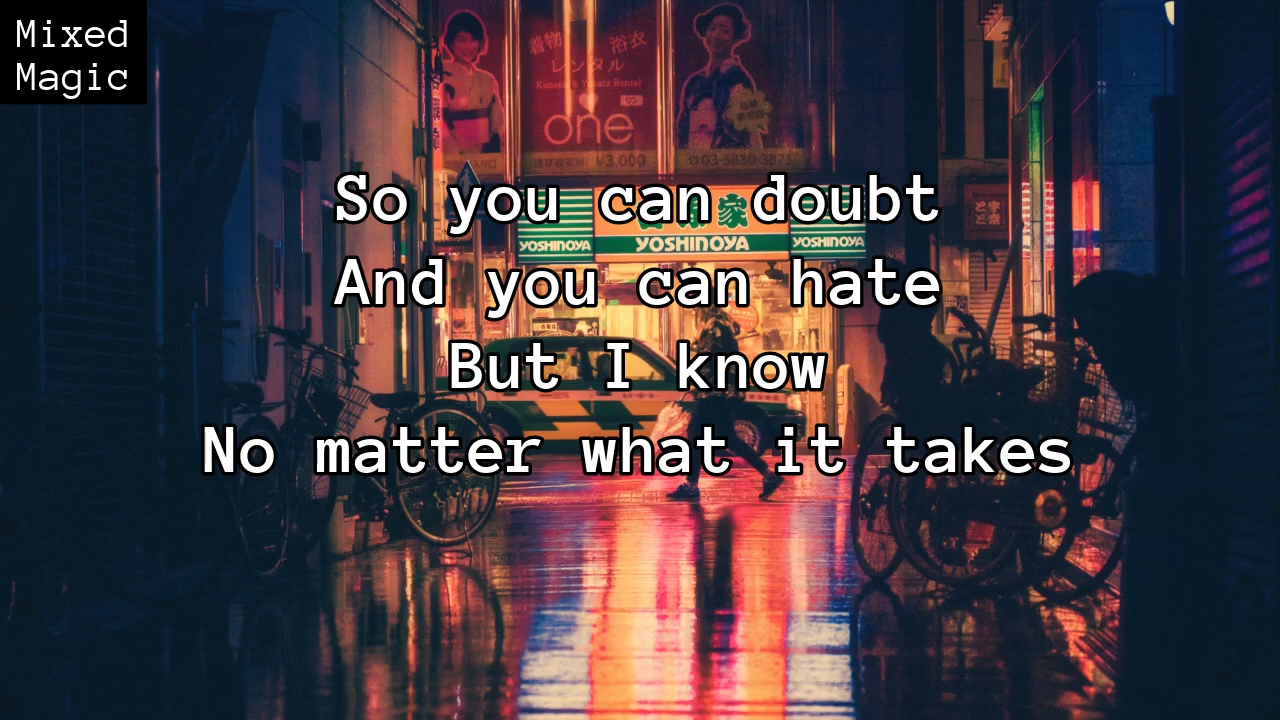 Mixed
Magic
着物 浴衣
レンタル
Kimono & Yukata Rental
one
¥3,000
☎03-5830-3875
So you can doubt
YOSHINOYA
YOSHINOYA
YOSHINOYA
And you can hate
But I know
No matter what it takes